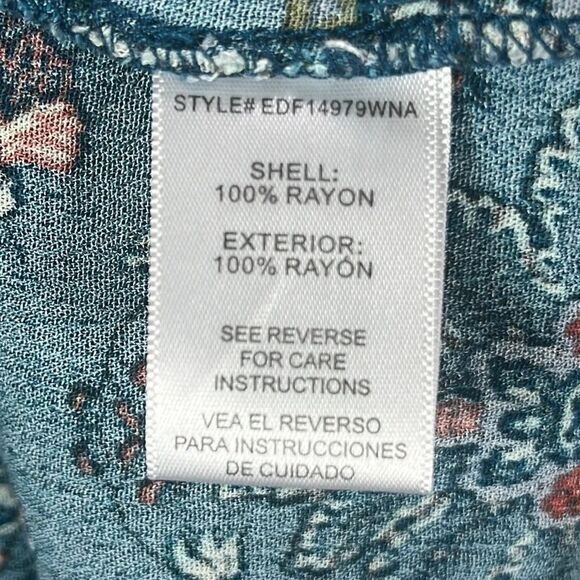 STYLE# EDF14979WNA
SHELL:
100% RAYON
EXTERIOR:
100% RAYÓN
SEE REVERSE
FOR CARE
INSTRUCTIONS
VEA EL REVERSO
PARA INSTRUCCIONES
DE CUIDADO